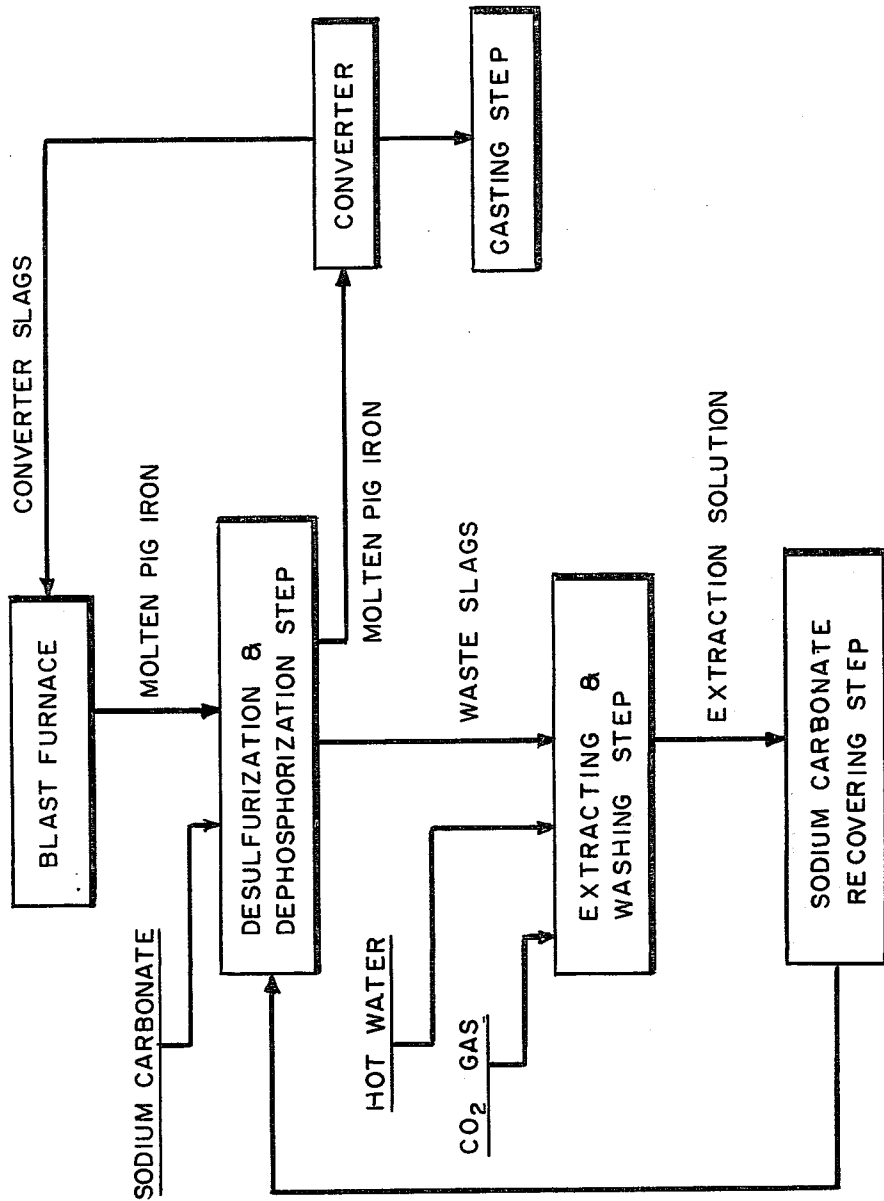 BLAST FURNACE
CONVERTER SLAGS
MOLTEN PIG IRON
SODIUM CARBONATE
DESULFURIZATION &
DEPHOSPHORIZATION STEP
MOLTEN PIG IRON
CONVERTER
CASTING STEP
HOT WATER
CO₂ GAS
WASTE SLAGS
EXTRACTING &
WASHING STEP
EXTRACTION SOLUTION
SODIUM CARBONATE
RECOVERING STEP